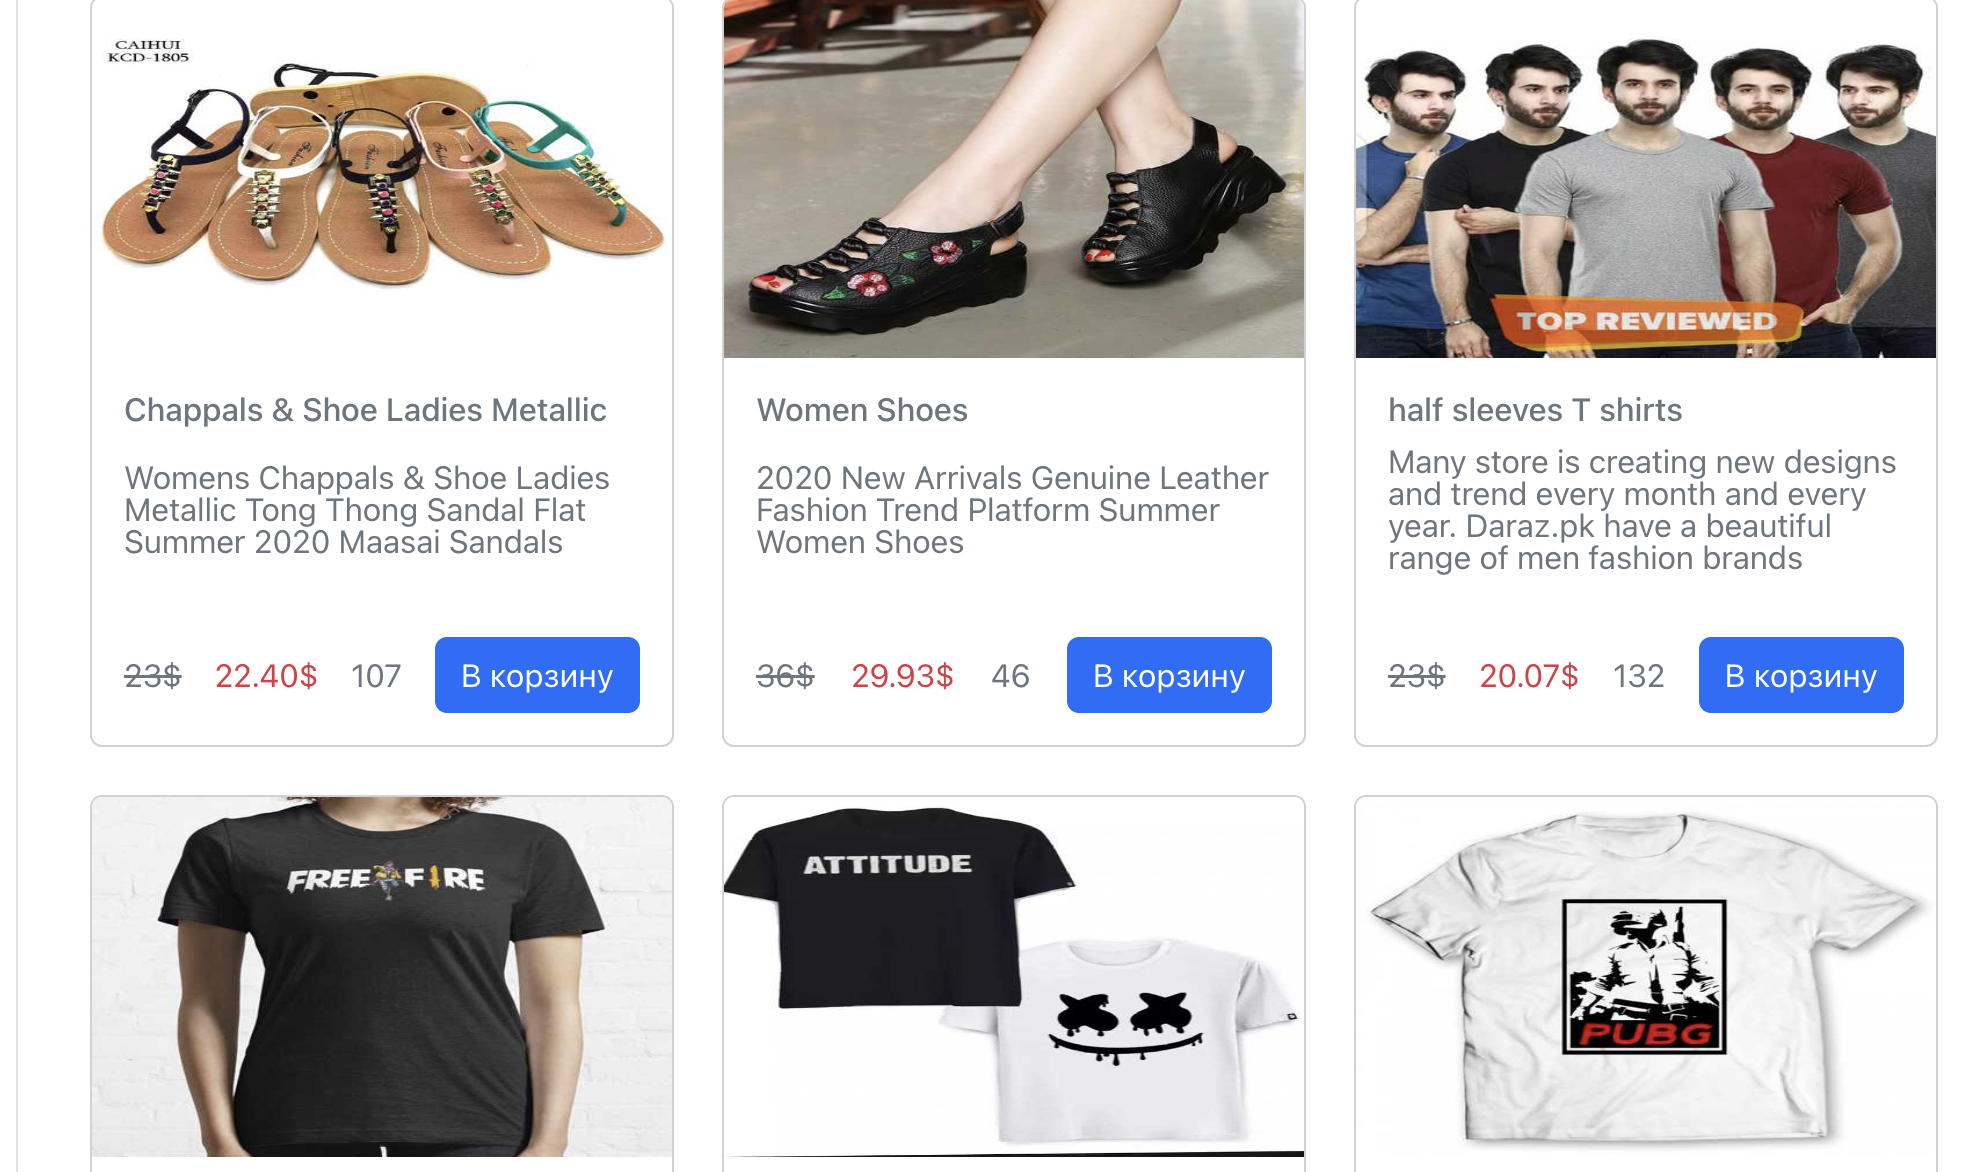 CAIHUI
KCD-1805
TOP REVIEWED
Chappals & Shoe Ladies Metallic
Womens Chappals & Shoe Ladies
Metallic Tong Thong Sandal Flat
Summer 2020 Maasai Sandals
23$ 22.40$ 107 В корзину
Women Shoes
2020 New Arrivals Genuine Leather
Fashion Trend Platform Summer
Women Shoes
36$ 29.93$ 46 В корзину
half sleeves T shirts
Many store is creating new designs
and trend every month and every
year. Daraz.pk have a beautiful
range of men fashion brands
23$ 20.07$ 132 В корзину
FREE FIRE
ATTITUDE
PUBG